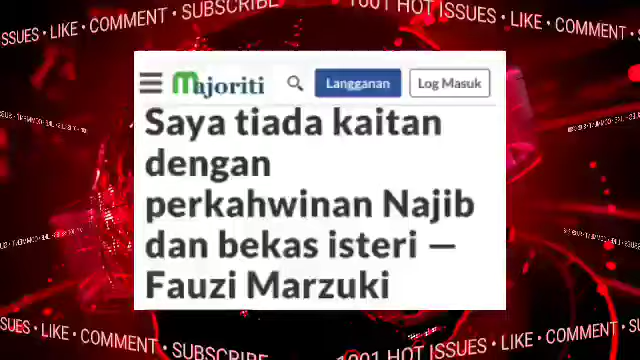 ISSUES • LIKE • COMMENT • SUBSCRIBE
1001 HOT ISSUES • LIKE • COMMENT •
Majoriti
Langganan
Log Masuk
Saya tiada kaitan
dengan
perkahwinan Najib
dan bekas isteri —
Fauzi Marzuki
ISSUES • LIKE • COMMENT • SUBSCRIBE
1001 HOT ISSUES • LIKE • COMMENT